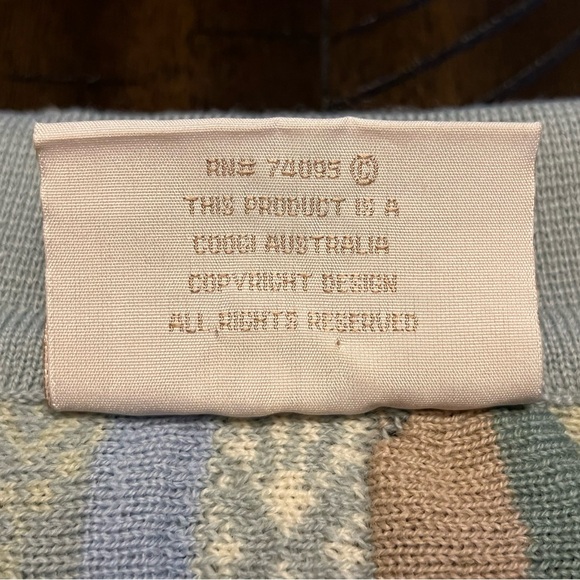 RN# 74095 ©
THIS PRODUCT IS A
COOGI AUSTRALIA
COPYRIGHT DESIGN
ALL RIGHTS RESERVED